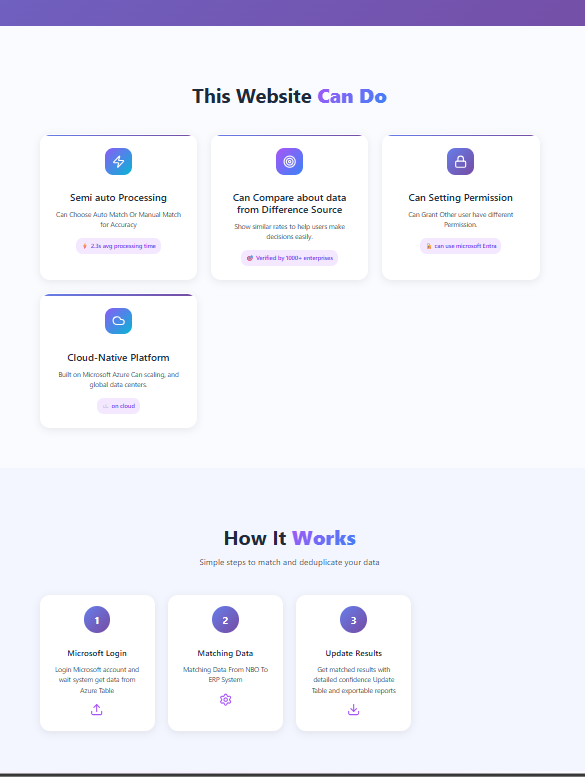 This Website Can Do
Semi auto Processing
Can Choose Auto Match Or Manual Match
for Accuracy
2.3s avg processing time
Can Compare about data
from Difference Source
Show similar rates to help users make
decisions easily.
Verified by 1000+ enterprises
Can Setting Permission
Can Grant Other user have different
Permission.
can use microsoft Entra
Cloud-Native Platform
Built on Microsoft Azure Can scaling, and
global data centers.
on cloud
How It Works
Simple steps to match and deduplicate your data
1
Microsoft Login
Login Microsoft account and
wait system get data from
Azure Table
2
Matching Data
Matching Data From NBO To
ERP System
3
Update Results
Get matched results with
detailed confidence Update
Table and exportable reports